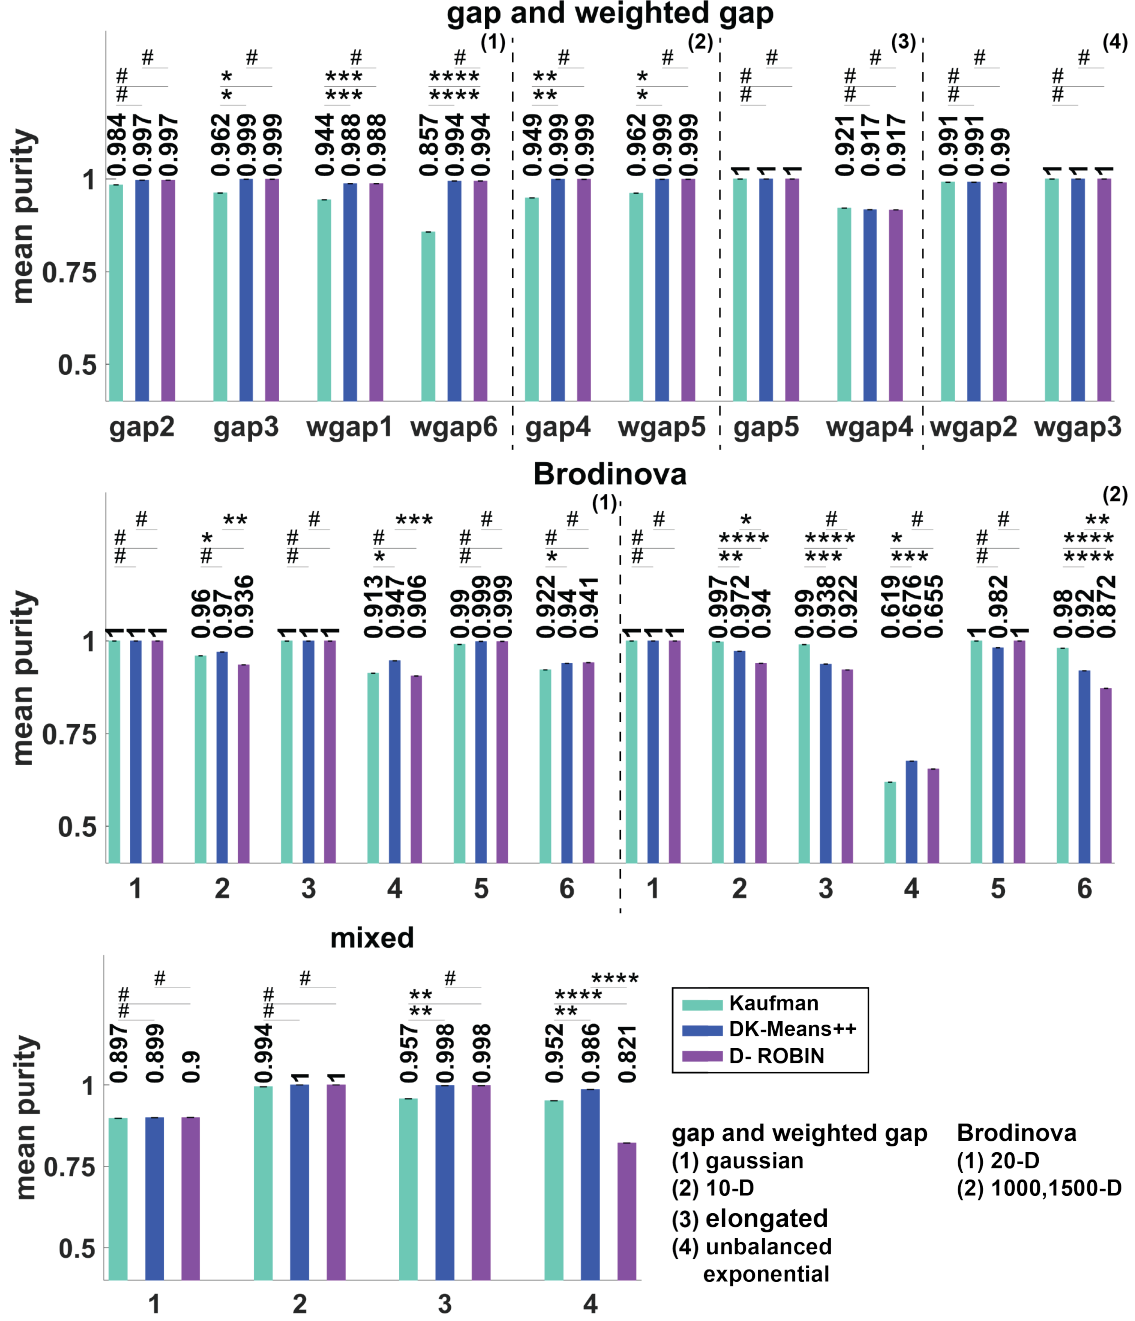 gap and weighted gap
(1) (2) (3) (4)
# # # # # # # # # #
# * *** **** ** * # # # #
# * *** **** ** * # # # #
0.984 0.997 0.997 0.962 0.999 0.999 0.944 0.988 0.988 0.857 0.994 0.994 0.949 0.999 0.999 0.962 0.999 0.999 1 1 1 0.921 0.917 0.917 0.991 0.991 0.99 1 1 1
mean purity
1
0.75
0.5
gap2 gap3 wgap1 wgap6 gap4 wgap5 gap5 wgap4 wgap2 wgap3
Brodinova
(1) (2)
# ** # *** # # # * # # # **
# * # # # # # **** **** * # ****
# # # * # * # ** *** *** # ****
1 1 1 0.96 0.97 0.936 1 1 1 0.913 0.947 0.906 0.99 0.999 0.999 0.922 0.94 0.941 1 1 1 0.997 0.972 0.94 0.99 0.938 0.922 0.619 0.676 0.655 1 0.982 1 0.98 0.92 0.872
mean purity
1
0.75
0.5
1 2 3 4 5 6 1 2 3 4 5 6
mixed
# # # ****
# # ** ****
# # ** **
0.897 0.899 0.9 0.994 1 1 0.957 0.998 0.998 0.952 0.986 0.821
mean purity
1
0.75
0.5
1 2 3 4
Kaufman
DK-Means++
D- ROBIN
gap and weighted gap
(1) gaussian
(2) 10-D
(3) elongated
(4) unbalanced
exponential
Brodinova
(1) 20-D
(2) 1000,1500-D